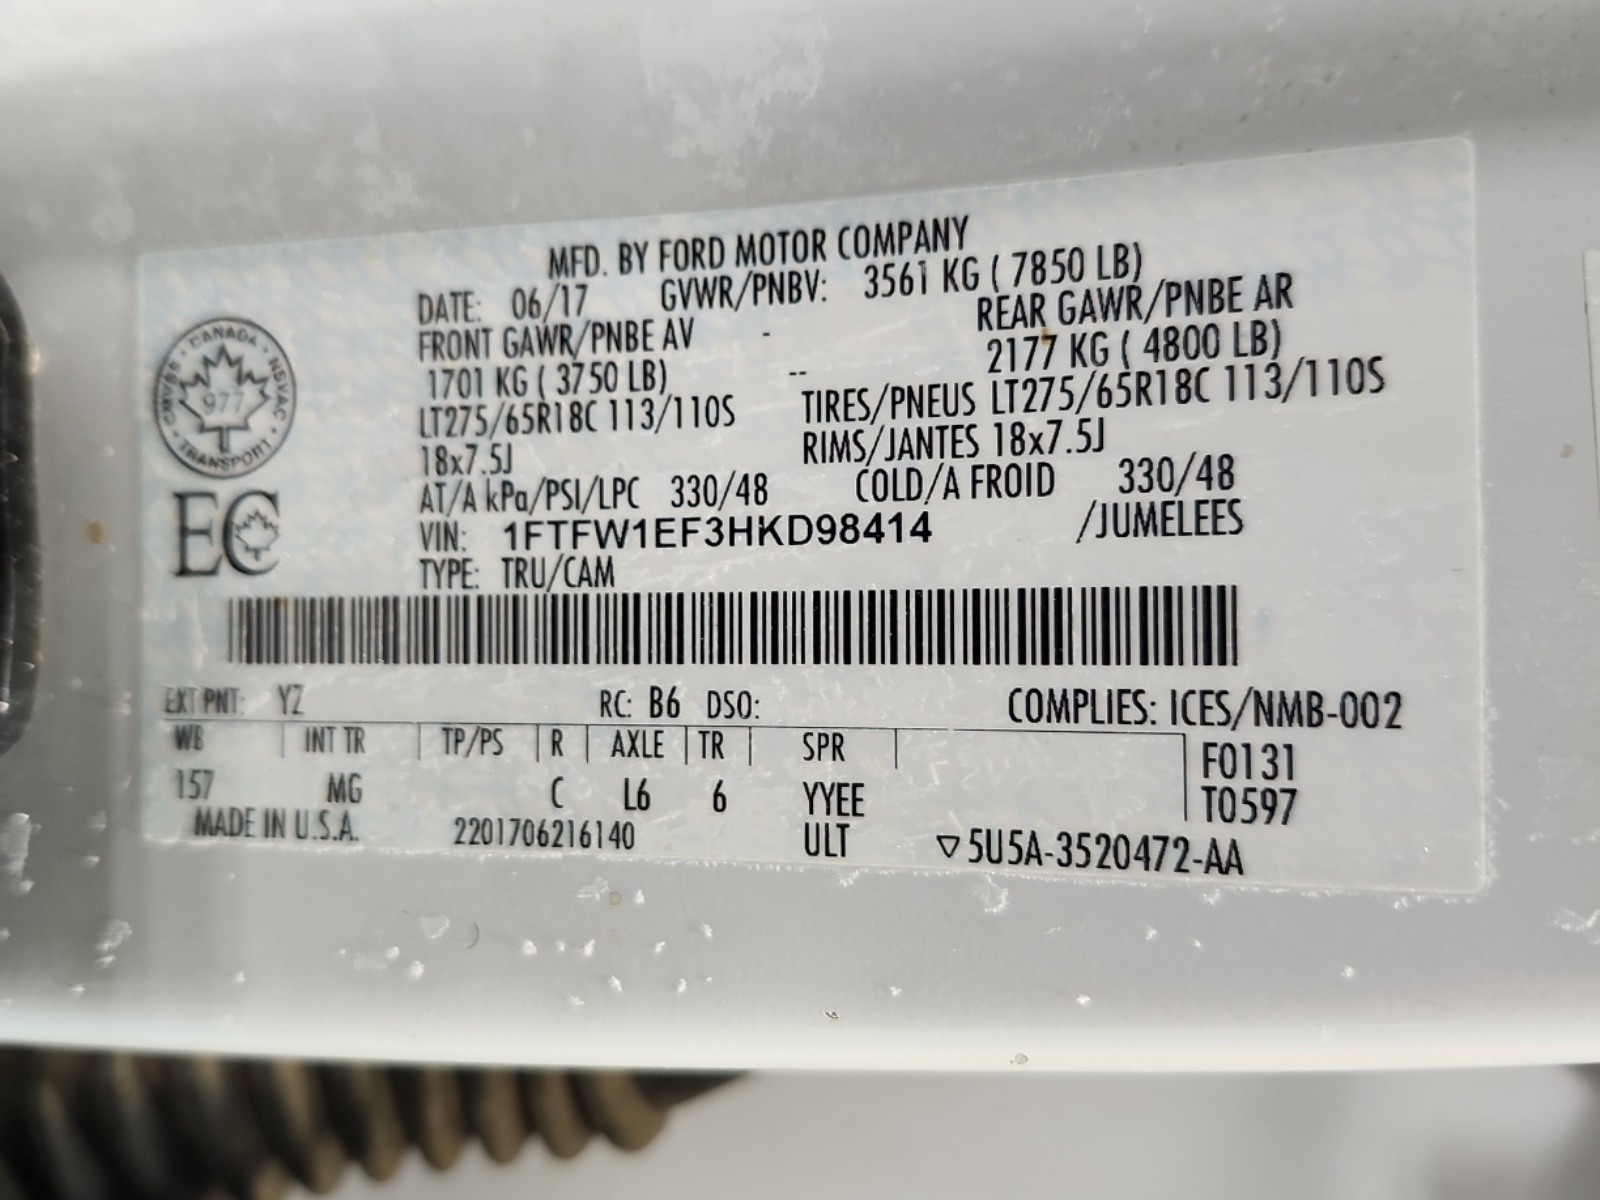 MFD. BY FORD MOTOR COMPANY
DATE: 06/17 GVWR/PNBV: 3561 KG ( 7850 LB)
FRONT GAWR/PNBE AV - REAR GAWR/PNBE AR
1701 KG ( 3750 LB) -- 2177 KG ( 4800 LB)
LT275/65R18C 113/110S TIRES/PNEUS LT275/65R18C 113/110S
18x7.5J RIMS/JANTES 18x7.5J
AT/A kPa/PSI/LPC 330/48 COLD/A FROID 330/48
VIN: 1FTFW1EF3HKD98414 /JUMELEES
TYPE: TRU/CAM
CANADA · NSVAC · TRANSPORT · CMVSS
977
EC
EXT PNT: YZ RC: B6 DSO: COMPLIES: ICES/NMB-002
WB INT TR TP/PS R AXLE TR SPR F0131
157 MG C L6 6 YYEE T0597
MADE IN U.S.A. 2201706216140 ULT ▽5U5A-3520472-AA